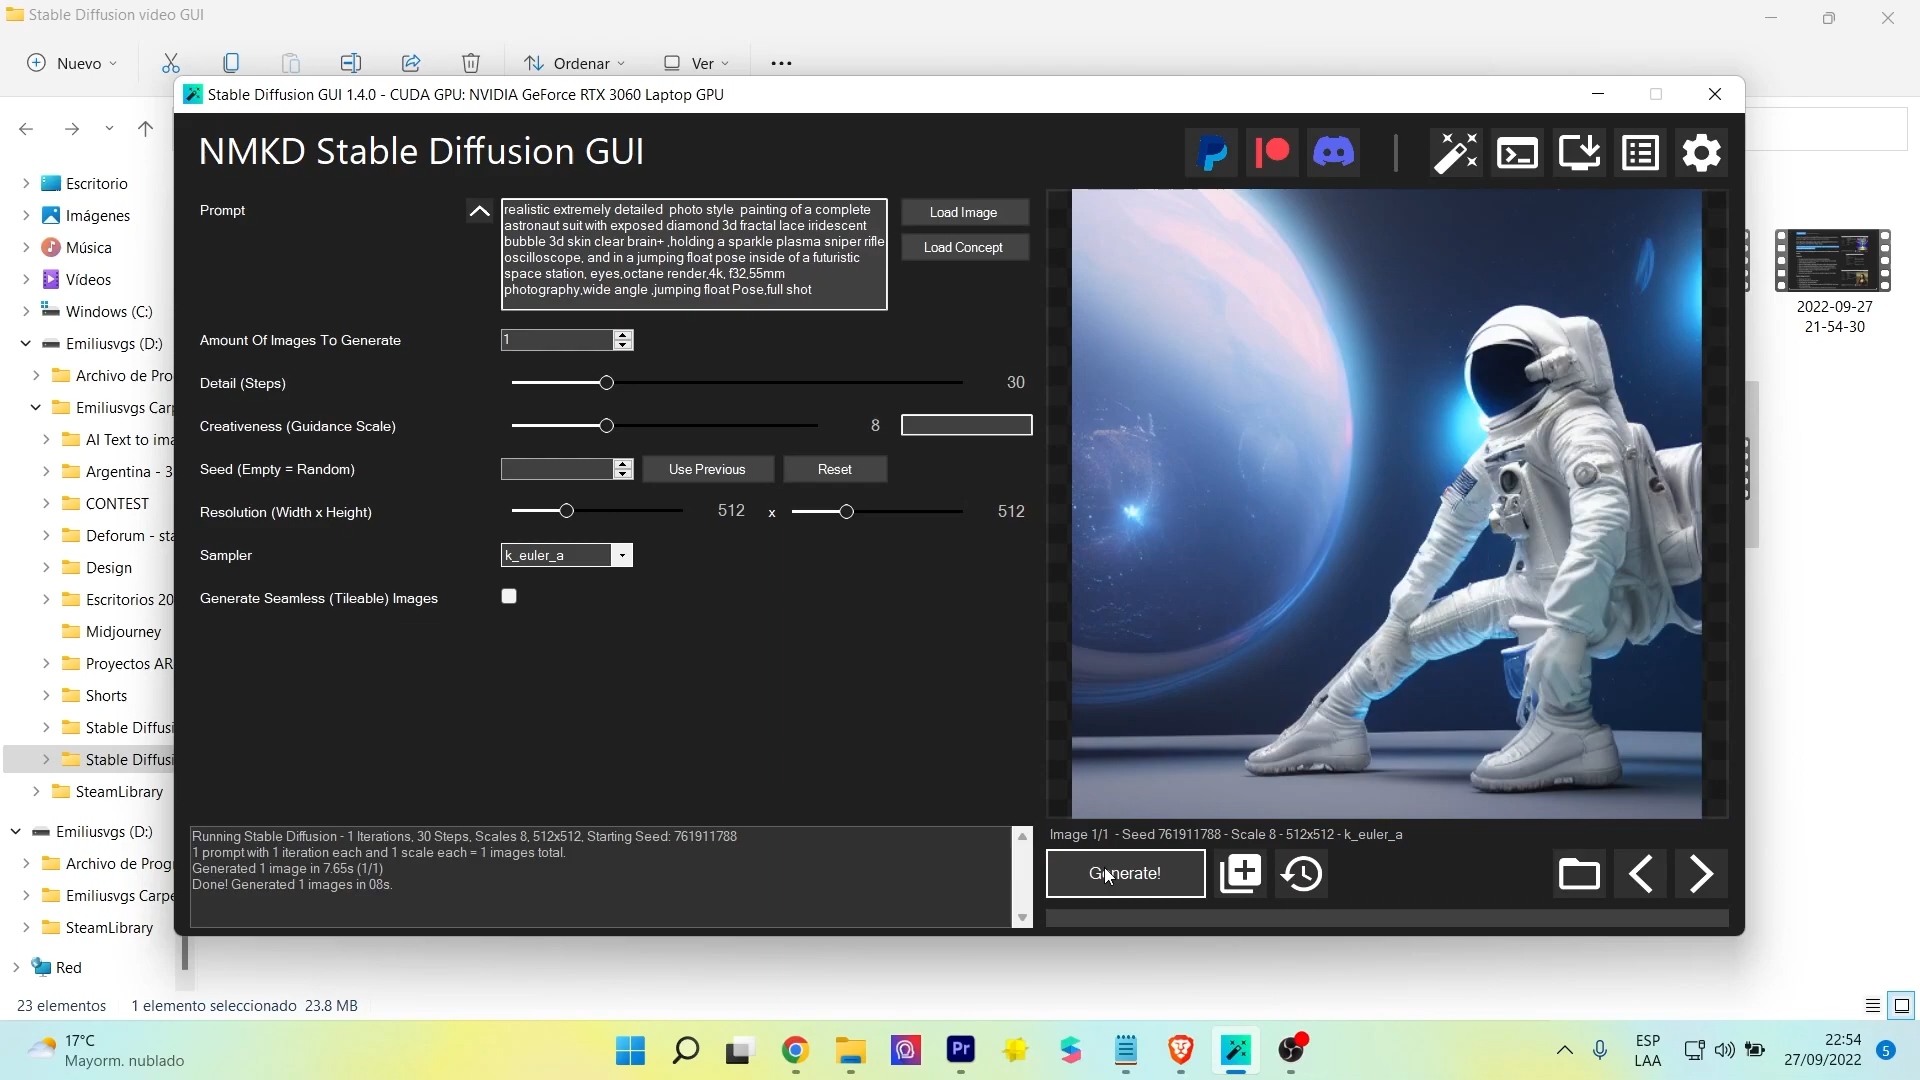 Stable Diffusion video GUI
Nuevo
Ordenar
Ver
Stable Diffusion GUI 1.4.0 - CUDA GPU: NVIDIA GeForce RTX 3060 Laptop GPU
NMKD Stable Diffusion GUI
Escritorio
Imágenes
Música
Vídeos
Windows (C:)
Emiliusvgs (D:)
Archivo de Pro
Emiliusvgs Carp
AI Text to ima
Argentina - 3
CONTEST
Deforum - sta
Design
Escritorios 20
Midjourney
Proyectos AR
Shorts
Stable Diffusi
Stable Diffusi
SteamLibrary
Emiliusvgs (D:)
Archivo de Progr
Emiliusvgs Carpe
SteamLibrary
Red
Prompt
realistic extremely detailed photo style painting of a complete
astronaut suit with exposed diamond 3d fractal lace iridescent
bubble 3d skin clear brain+ ,holding a sparkle plasma sniper rifle
oscilloscope, and in a jumping float pose inside of a futuristic
space station, eyes,octane render,4k, f32,55mm
photography,wide angle ,jumping float Pose,full shot
Load Image
Load Concept
Amount Of Images To Generate
1
Detail (Steps)
30
Creativeness (Guidance Scale)
8
Seed (Empty = Random)
Use Previous
Reset
Resolution (Width x Height)
512 x 512
Sampler
k_euler_a
Generate Seamless (Tileable) Images
Running Stable Diffusion - 1 Iterations, 30 Steps, Scales 8, 512x512, Starting Seed: 761911788
1 prompt with 1 iteration each and 1 scale each = 1 images total.
Generated 1 image in 7.65s (1/1)
Done! Generated 1 images in 08s.
Image 1/1 - Seed 761911788 - Scale 8 - 512x512 - k_euler_a
Generate!
2022-09-27
21-54-30
23 elementos
1 elemento seleccionado 23.8 MB
17°C
Mayorm. nublado
Pr
ESP
LAA
22:54
27/09/2022
5